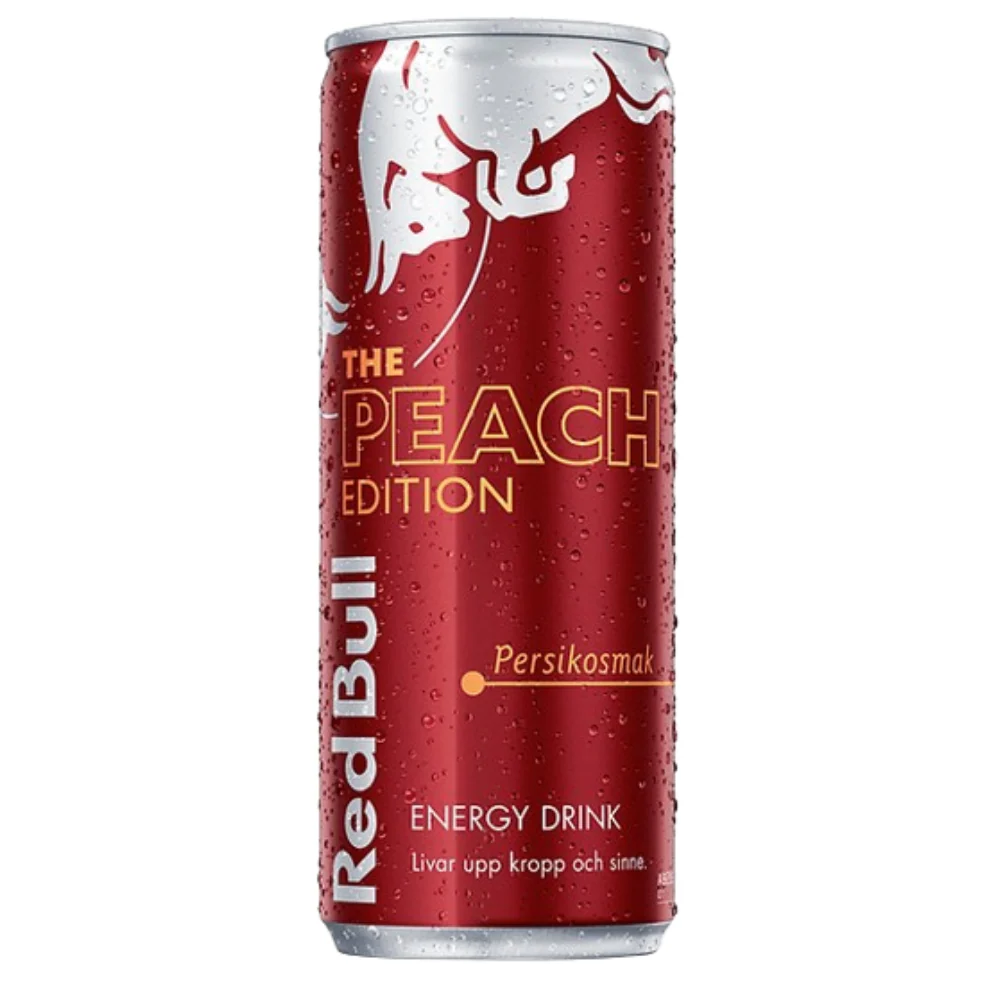 THE
PEACH
EDITION
Red Bull
Persikosmak
ENERGY DRINK
Livar upp kropp och sinne.